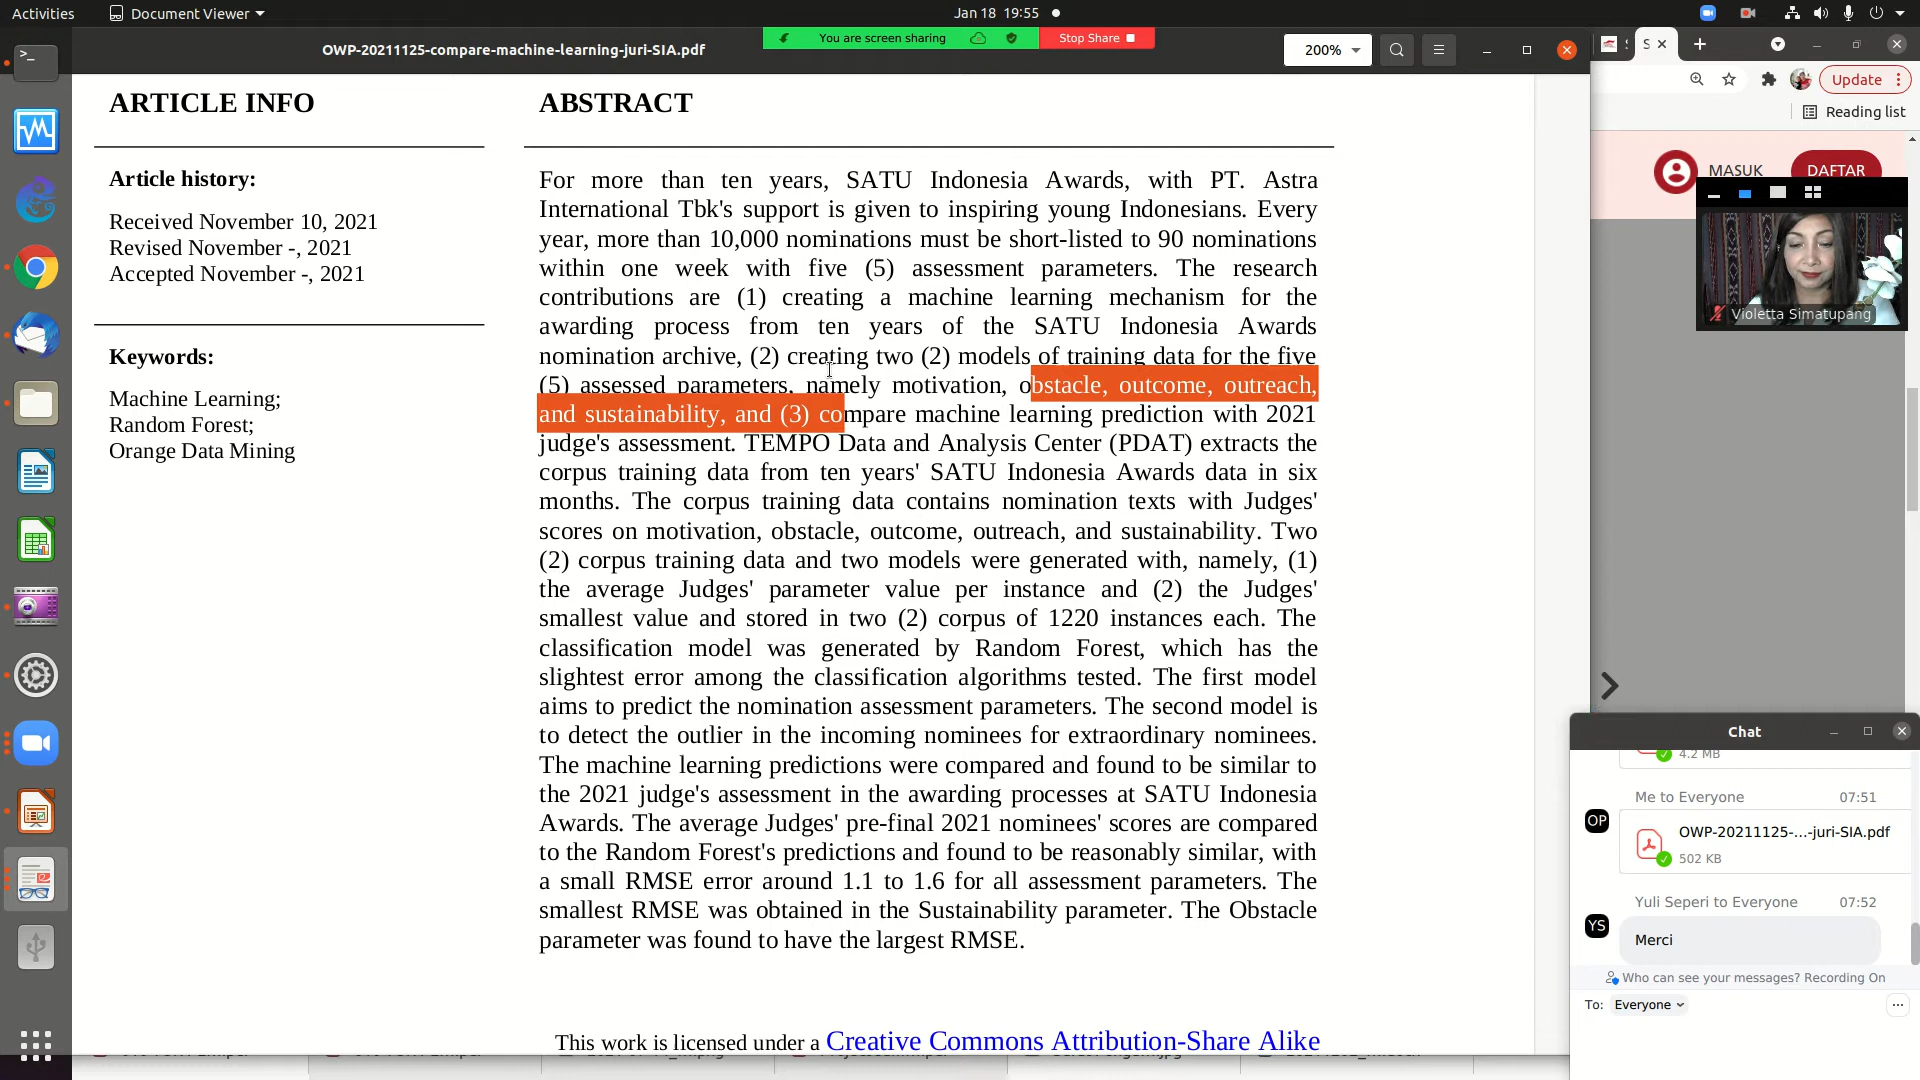 Activities
Document Viewer
Jan 18 19:55
OWP-20211125-compare-machine-learning-juri-SIA.pdf
You are screen sharing
Stop Share
200%
Update
Reading list
MASUK
DAFTAR
Violetta Simatupang
ARTICLE INFO
Article history:
Received November 10, 2021
Revised November -, 2021
Accepted November -, 2021
Keywords:
Machine Learning;
Random Forest;
Orange Data Mining
ABSTRACT
For more than ten years, SATU Indonesia Awards, with PT. Astra
International Tbk's support is given to inspiring young Indonesians. Every
year, more than 10,000 nominations must be short-listed to 90 nominations
within one week with five (5) assessment parameters. The research
contributions are (1) creating a machine learning mechanism for the
awarding process from ten years of the SATU Indonesia Awards
nomination archive, (2) creating two (2) models of training data for the five
(5) assessed parameters, namely motivation, obstacle, outcome, outreach,
and sustainability, and (3) compare machine learning prediction with 2021
judge's assessment. TEMPO Data and Analysis Center (PDAT) extracts the
corpus training data from ten years' SATU Indonesia Awards data in six
months. The corpus training data contains nomination texts with Judges'
scores on motivation, obstacle, outcome, outreach, and sustainability. Two
(2) corpus training data and two models were generated with, namely, (1)
the average Judges' parameter value per instance and (2) the Judges'
smallest value and stored in two (2) corpus of 1220 instances each. The
classification model was generated by Random Forest, which has the
slightest error among the classification algorithms tested. The first model
aims to predict the nomination assessment parameters. The second model is
to detect the outlier in the incoming nominees for extraordinary nominees.
The machine learning predictions were compared and found to be similar to
the 2021 judge's assessment in the awarding processes at SATU Indonesia
Awards. The average Judges' pre-final 2021 nominees' scores are compared
to the Random Forest's predictions and found to be reasonably similar, with
a small RMSE error around 1.1 to 1.6 for all assessment parameters. The
smallest RMSE was obtained in the Sustainability parameter. The Obstacle
parameter was found to have the largest RMSE.
This work is licensed under a Creative Commons Attribution-Share Alike
Chat
4.2 MB
Me to Everyone 07:51
OP
OWP-20211125-...-juri-SIA.pdf
502 KB
Yuli Seperi to Everyone 07:52
YS
Merci
Who can see your messages? Recording On
To: Everyone